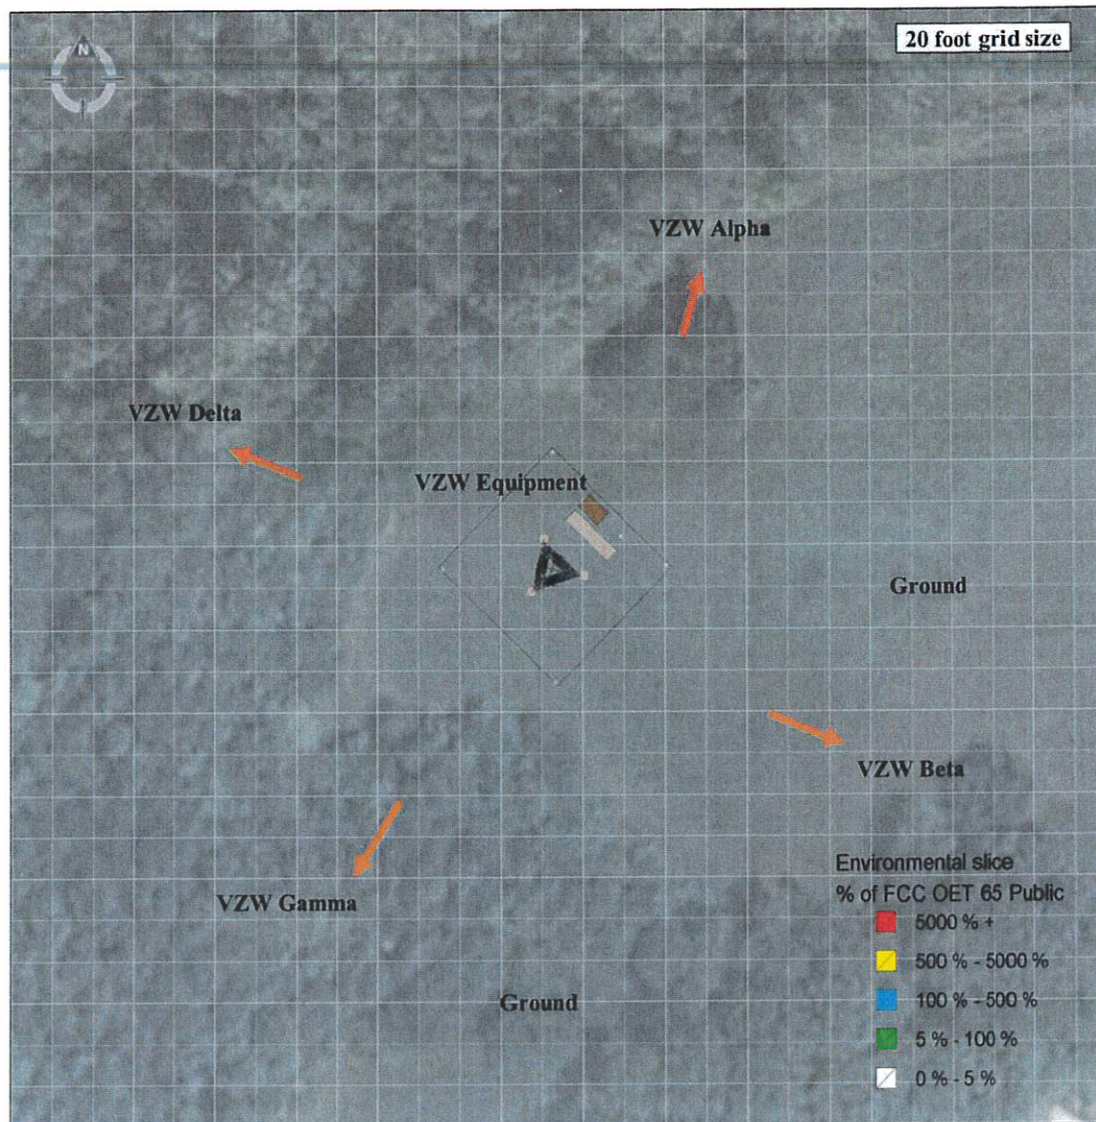 N
20 foot grid size
VZW Alpha
VZW Delta
VZW Equipment
Ground
VZW Beta
VZW Gamma
Ground
Environmental slice
% of FCC OET 65 Public
5000 % +
500 % - 5000 %
100 % - 500 %
5 % - 100 %
0 % - 5 %